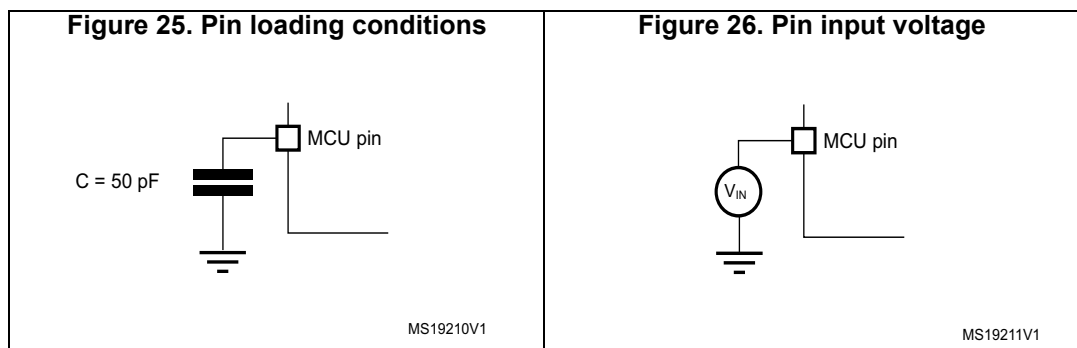 Figure 25. Pin loading conditions
MCU pin
C = 50 pF
MS19210V1
Figure 26. Pin input voltage
MCU pin
VIN
MS19211V1